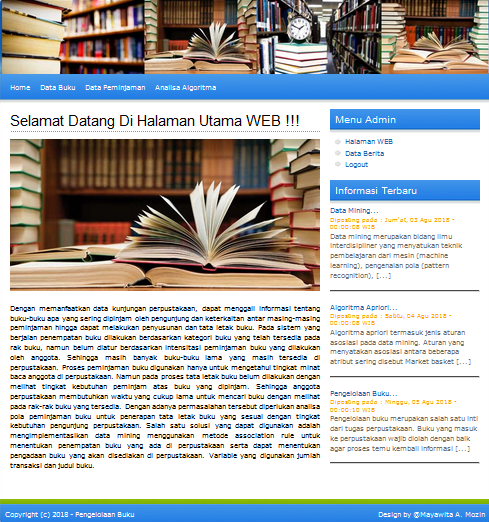 Home Data Buku Data Peminjaman Analisa Algoritma
Selamat Datang Di Halaman Utama WEB !!!
Dengan memanfaatkan data kunjungan perpustakaan, dapat menggali informasi tentang
buku-buku apa yang sering dipinjam oleh pengunjung dan keterkaitan antar masing-masing
peminjaman hingga dapat melakukan penyusunan dan tata letak buku. Pada sistem yang
berjalan penempatan buku dilakukan berdasarkan kategori buku yang telah tersedia pada
rak buku, namun belum diatur berdasarkan intensitas peminjaman buku yang dilakukan
oleh anggota. Sehingga masih banyak buku-buku lama yang masih tersedia di
perpustakaan. Proses peminjaman buku digunakan hanya untuk mengetahui tingkat minat
baca anggota di perpustakaan. Namun pada proses tata letak buku belum dilakukan dengan
melihat tingkat kebutuhan peminjam atas buku yang dipinjam. Sehingga anggota
perpustakaan membutuhkan waktu yang cukup lama untuk mencari buku dengan melihat
pada rak-rak buku yang tersedia. Dengan adanya permasalahan tersebut diperlukan analisa
pola peminjaman buku untuk penerapan tata letak buku yang sesuai dengan tingkat
kebutuhan pengunjung perpustakaan. Salah satu solusi yang dapat digunakan adalah
mengimplementasikan data mining menggunakan metode association rule untuk
menentukan penempatan buku yang ada di perpustakaan serta dapat menentukan
pengadaan buku yang akan disediakan di perpustakaan. Variable yang digunakan jumlah
transaksi dan judul buku.
Menu Admin
Halaman WEB
Data Berita
Logout
Informasi Terbaru
Data Mining...
Diposting pada : Jum'at, 03 Agu 2018 -
00:00:06 WIB
Data mining merupakan bidang ilmu
interdisipliner yang menyatukan teknik
pembelajaran dari mesin (machine
learning), pengenalan pola (pattern
recognition), [...]
Algoritma Apriori...
Diposting pada : Sabtu, 04 Agu 2018 -
00:00:06 WIB
Algoritma apriori termasuk jenis aturan
asosiasi pada data mining. Aturan yang
menyatakan asosiasi antara beberapa
atribut sering disebut Market basket [...]
Pengelolaan Buku...
Diposting pada : Minggu, 05 Agu 2018 -
00:00:10 WIB
Pengelolaan buku merupakan salah satu inti
dari tugas perpustakaan. Buku yang masuk
ke perpustakaan wajib diolah dengan baik
agar proses temu kembali informasi [...]
Copyright (c) 2018 - Pengelolaan Buku
Design by @Mayawita A. Mozin